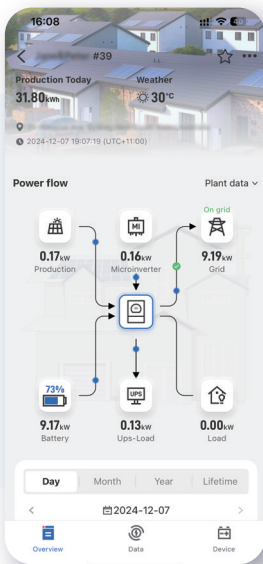 16:08
#39
Production Today
Weather
31.80kWh
30°C
2024-12-07 19:07:19 (UTC+11:00)
Power flow
Plant data
On grid
MI
0.17kW
0.16kW
9.19kW
Production
Microinverter
Grid
73%
UPS
9.17kW
0.13kW
0.00kW
Battery
Ups-Load
Load
Day
Month
Year
Lifetime
2024-12-07
Overview
Data
Device